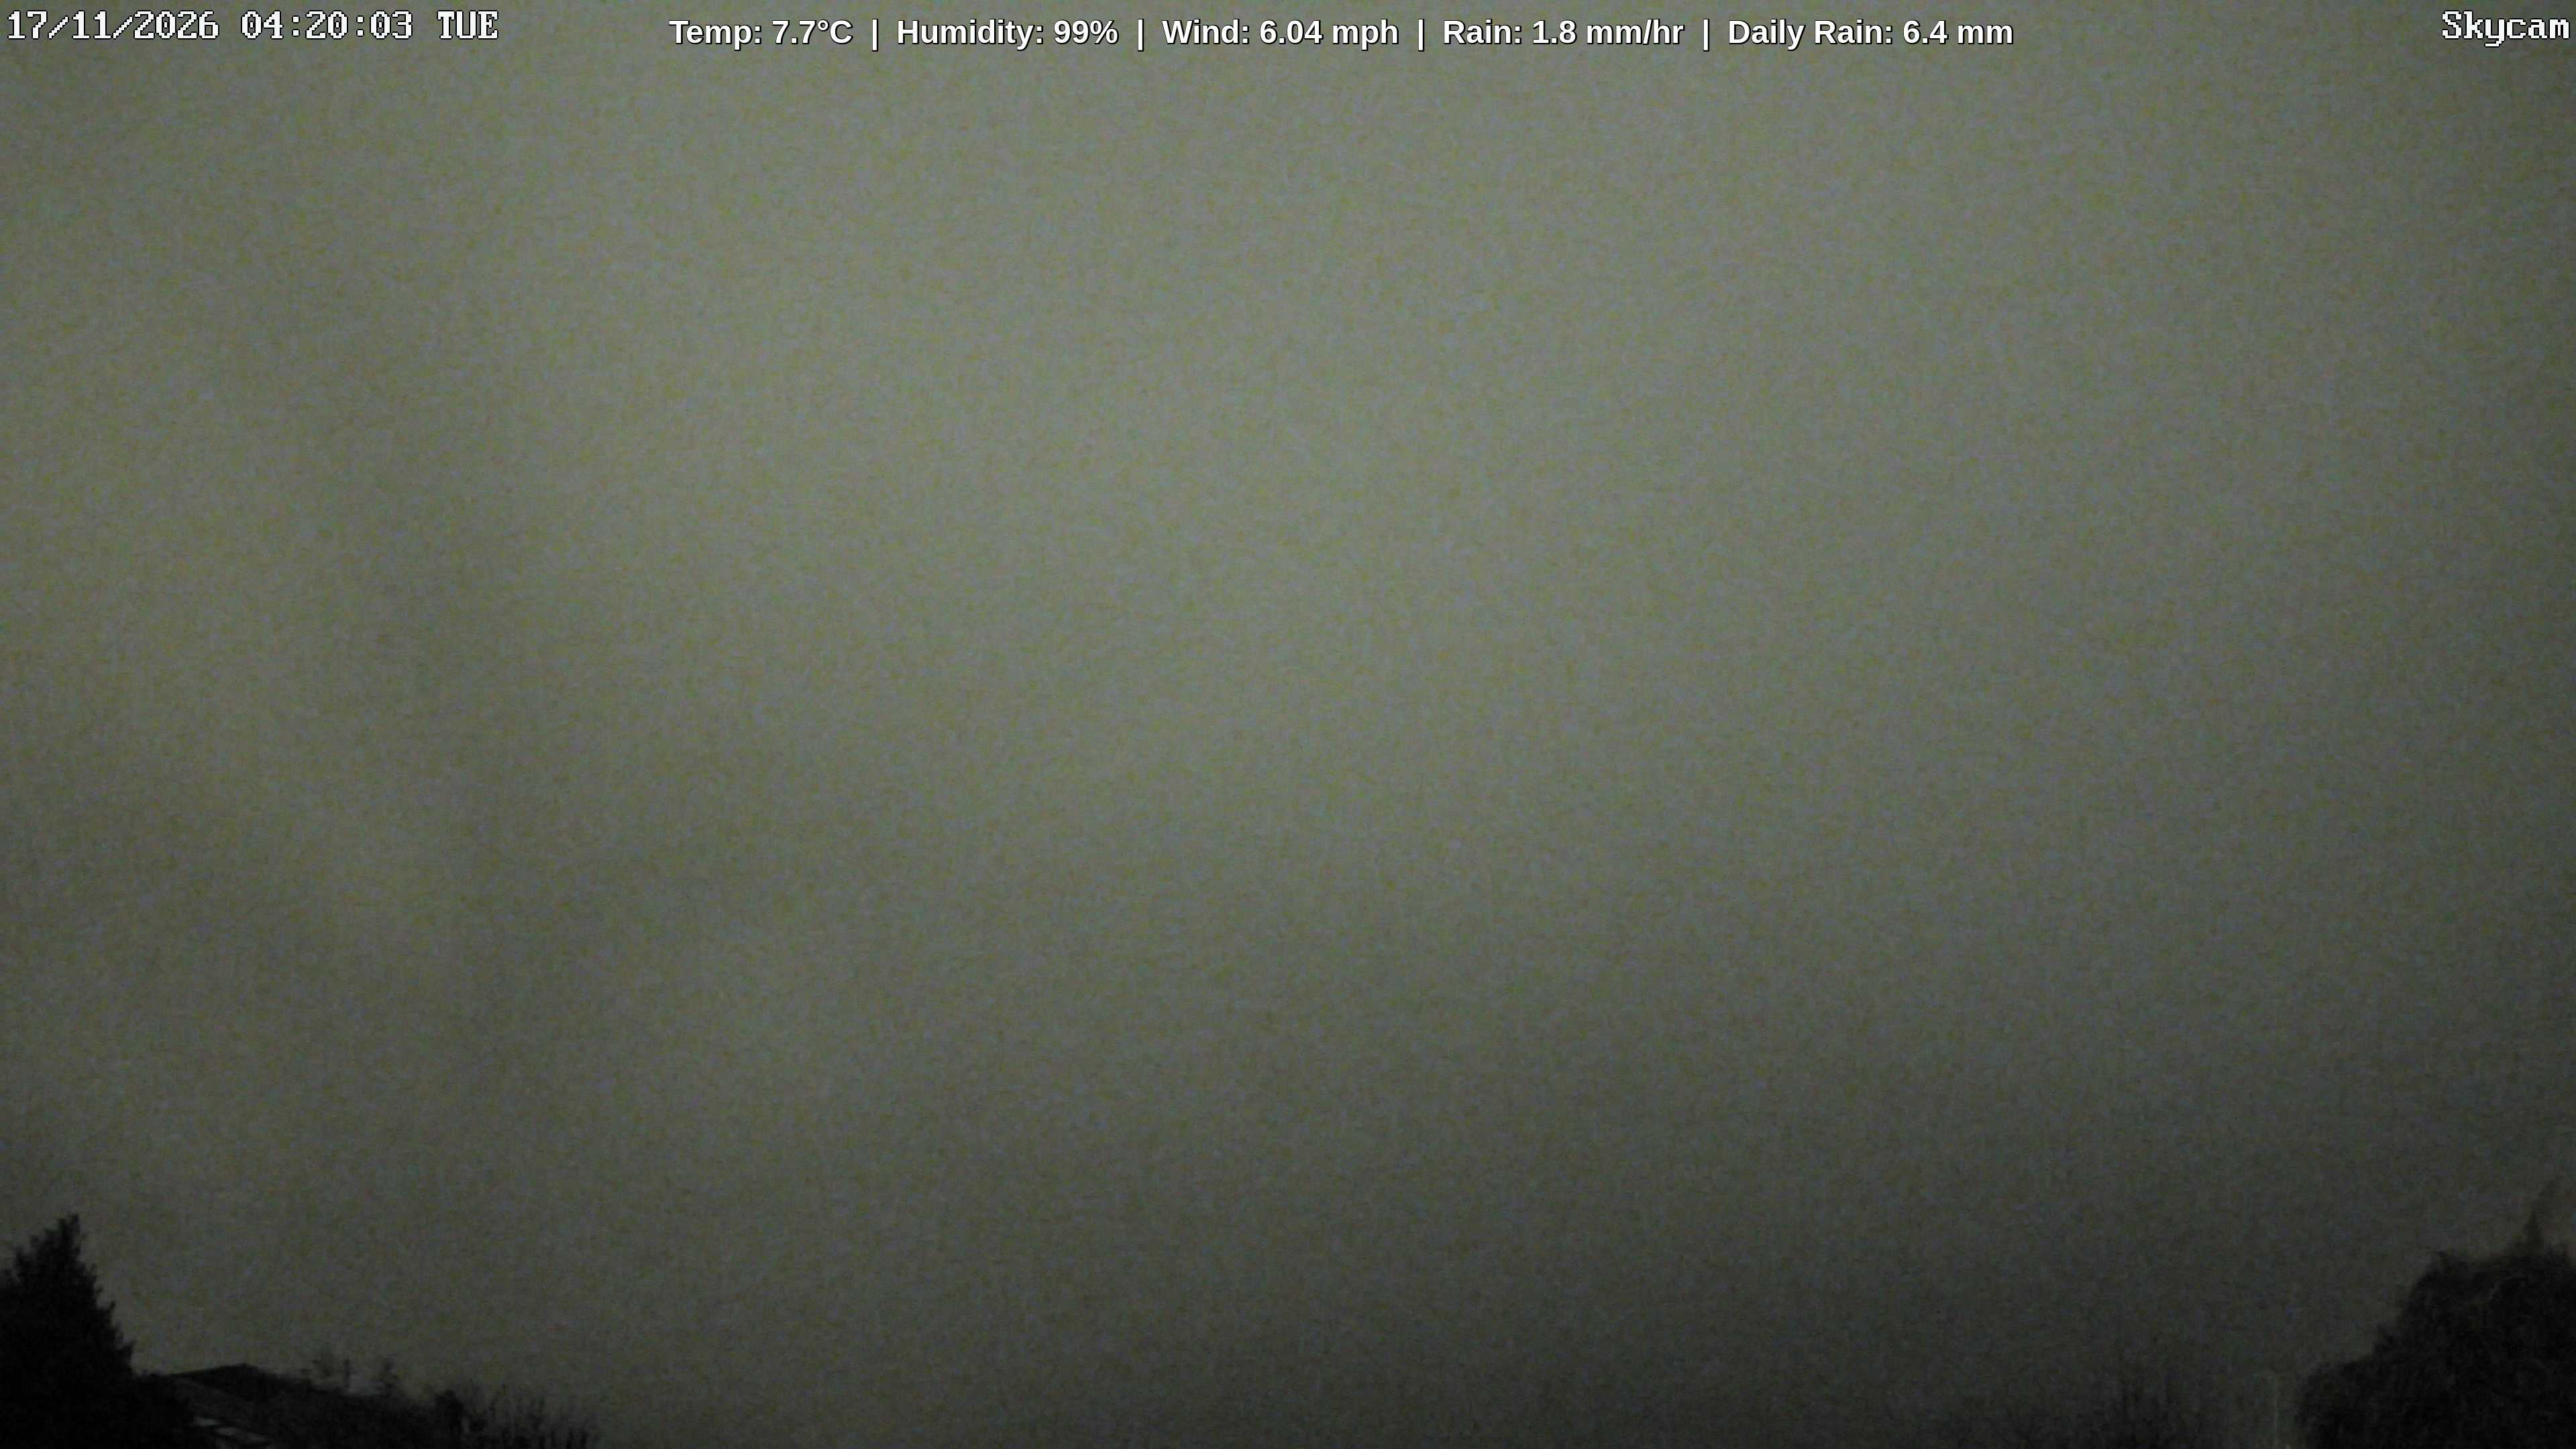 17/11/2026 04:20:03 TUE
Temp: 7.7°C | Humidity: 99% | Wind: 6.04 mph | Rain: 1.8 mm/hr | Daily Rain: 6.4 mm
Skycam